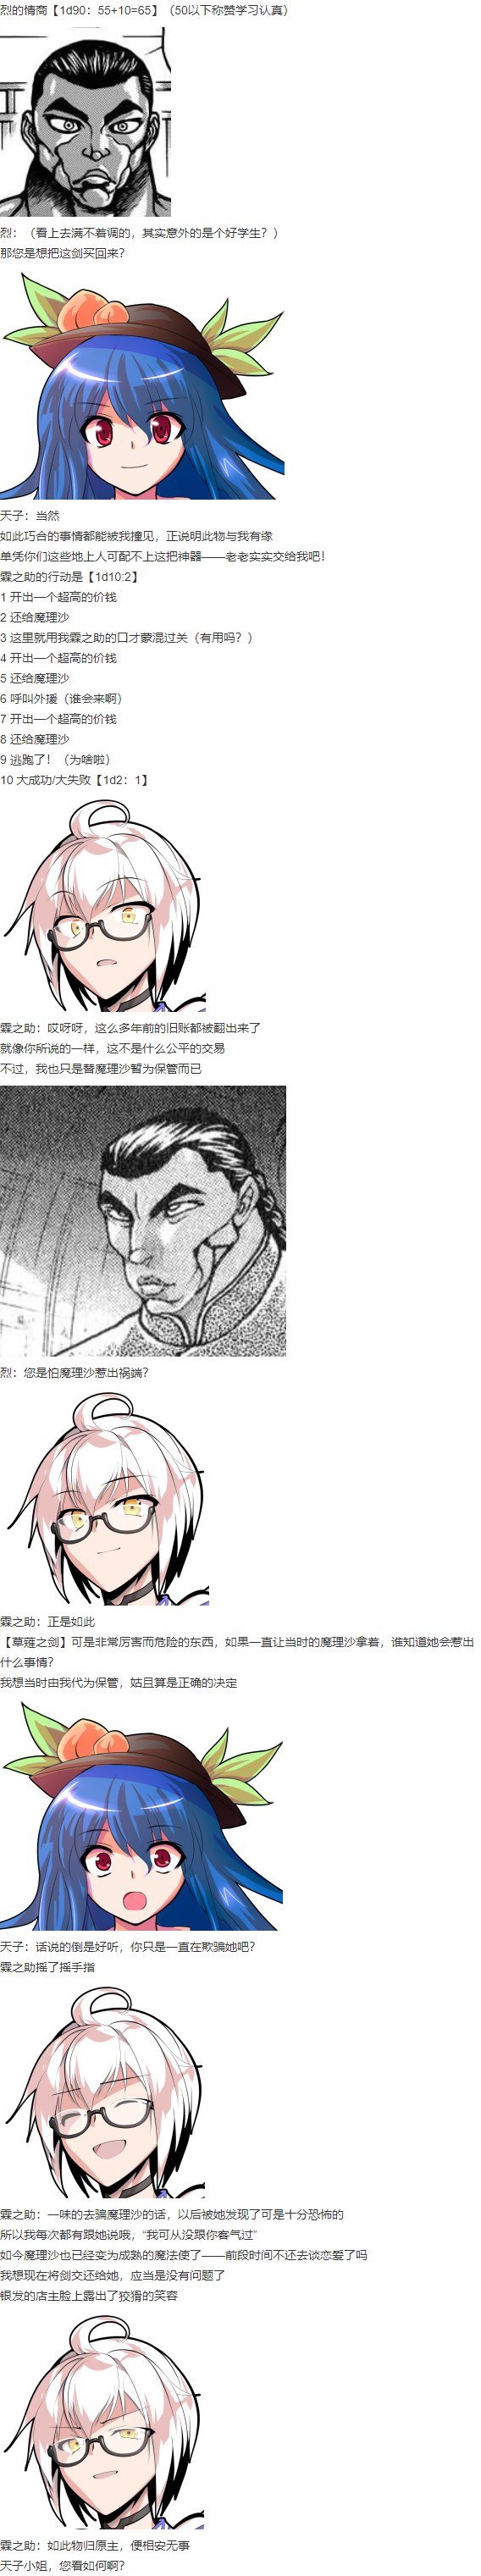 烈的情商【1d90：55+10=65】（50以下称赞学习认真）
烈：（看上去满不着调的，其实意外的是个好学生？）
那您是想把这剑买回来？
天子：当然
如此巧合的事情都能被我撞见，正说明此物与我有缘
单凭你们这些地上人可配不上这把神器——老老实实交给我吧！
霖之助的行动是【1d10:2】
1 开出一个超高的价钱
2 还给魔理沙
3 这里就用我霖之助的口才蒙混过关（有用吗？）
4 开出一个超高的价钱
5 还给魔理沙
6 呼叫外援（谁会来啊）
7 开出一个超高的价钱
8 还给魔理沙
9 逃跑了！（为啥啦）
10 大成功/大失败【1d2：1】
霖之助：哎呀呀，这么多年前的旧账都被翻出来了
就像你所说的一样，这不是什么公平的交易
不过，我也只是替魔理沙暂为保管而已
烈：您是怕魔理沙惹出祸端？
霖之助：正是如此
【草薙之剑】可是非常厉害而危险的东西，如果一直让当时的魔理沙拿着，谁知道她会惹出
什么事情？
我想当时由我代为保管，姑且算是正确的决定
天子：话说的倒是好听，你只是一直在欺骗她吧？
霖之助摇了摇手指
霖之助：一味的去骗魔理沙的话，以后被她发现了可是十分恐怖的
所以我每次都有跟她说哦，“我可从没跟你客气过”
如今魔理沙也已经变为成熟的魔法使了——前段时间不还去谈恋爱了吗
我想现在将剑交还给她，应当是没有问题了
银发的店主脸上露出了狡猾的笑容
霖之助：如此物归原主，便相安无事
天子小姐，您看如何啊？